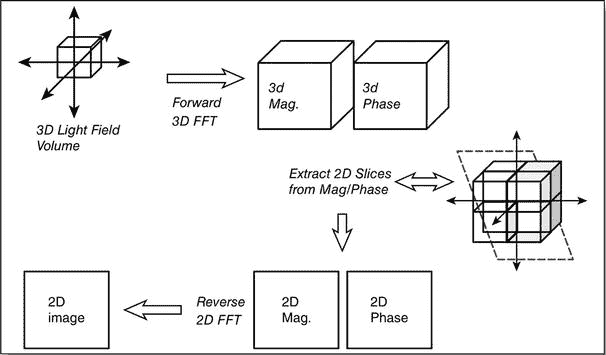 3D Light Field
Volume
Forward
3D FFT
3d
Mag.
3d
Phase
Extract 2D Slices
from Mag/Phase
2D
image
Reverse
2D FFT
2D
Mag.
2D
Phase